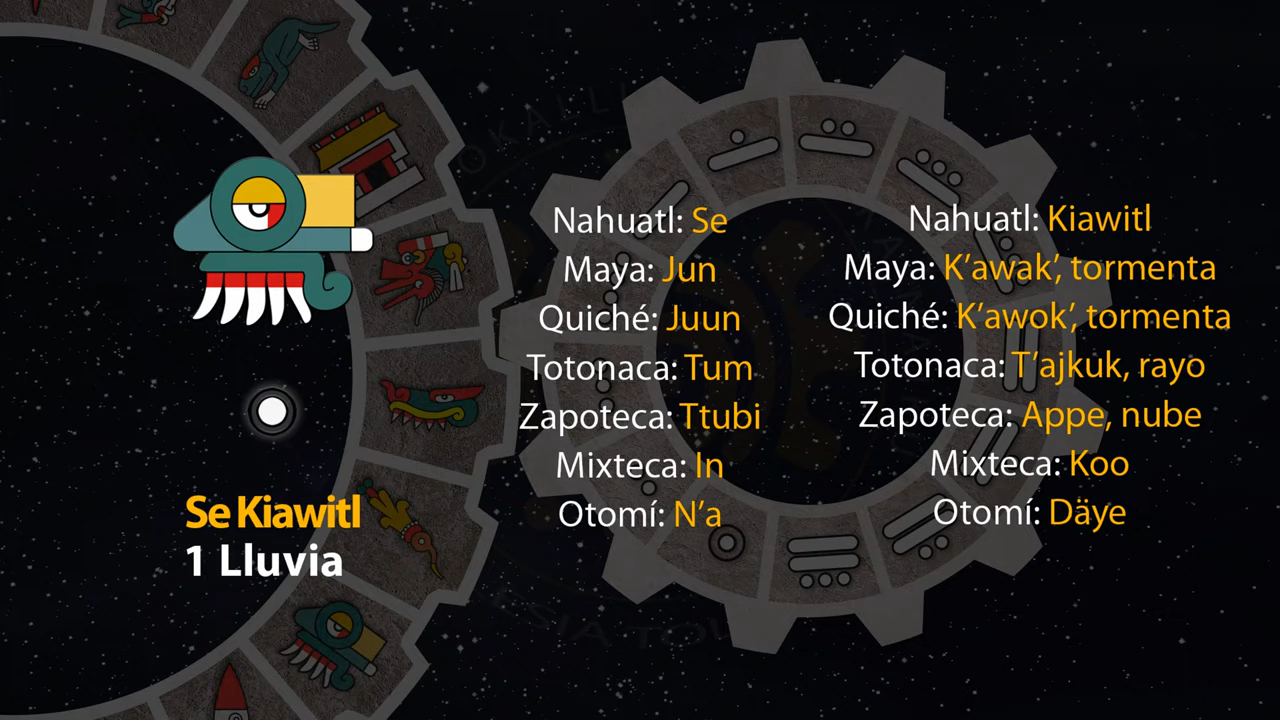 Se Kiawitl
1 Lluvia
Nahuatl: Se
Maya: Jun
Quiché: Juun
Totonaca: Tum
Zapoteca: Ttubi
Mixteca: In
Otomí: N’a
Nahuatl: Kiawitl
Maya: K’awak’, tormenta
Quiché: K’awok’, tormenta
Totonaca: T’ajkuk, rayo
Zapoteca: Appe, nube
Mixteca: Koo
Otomí: Däye